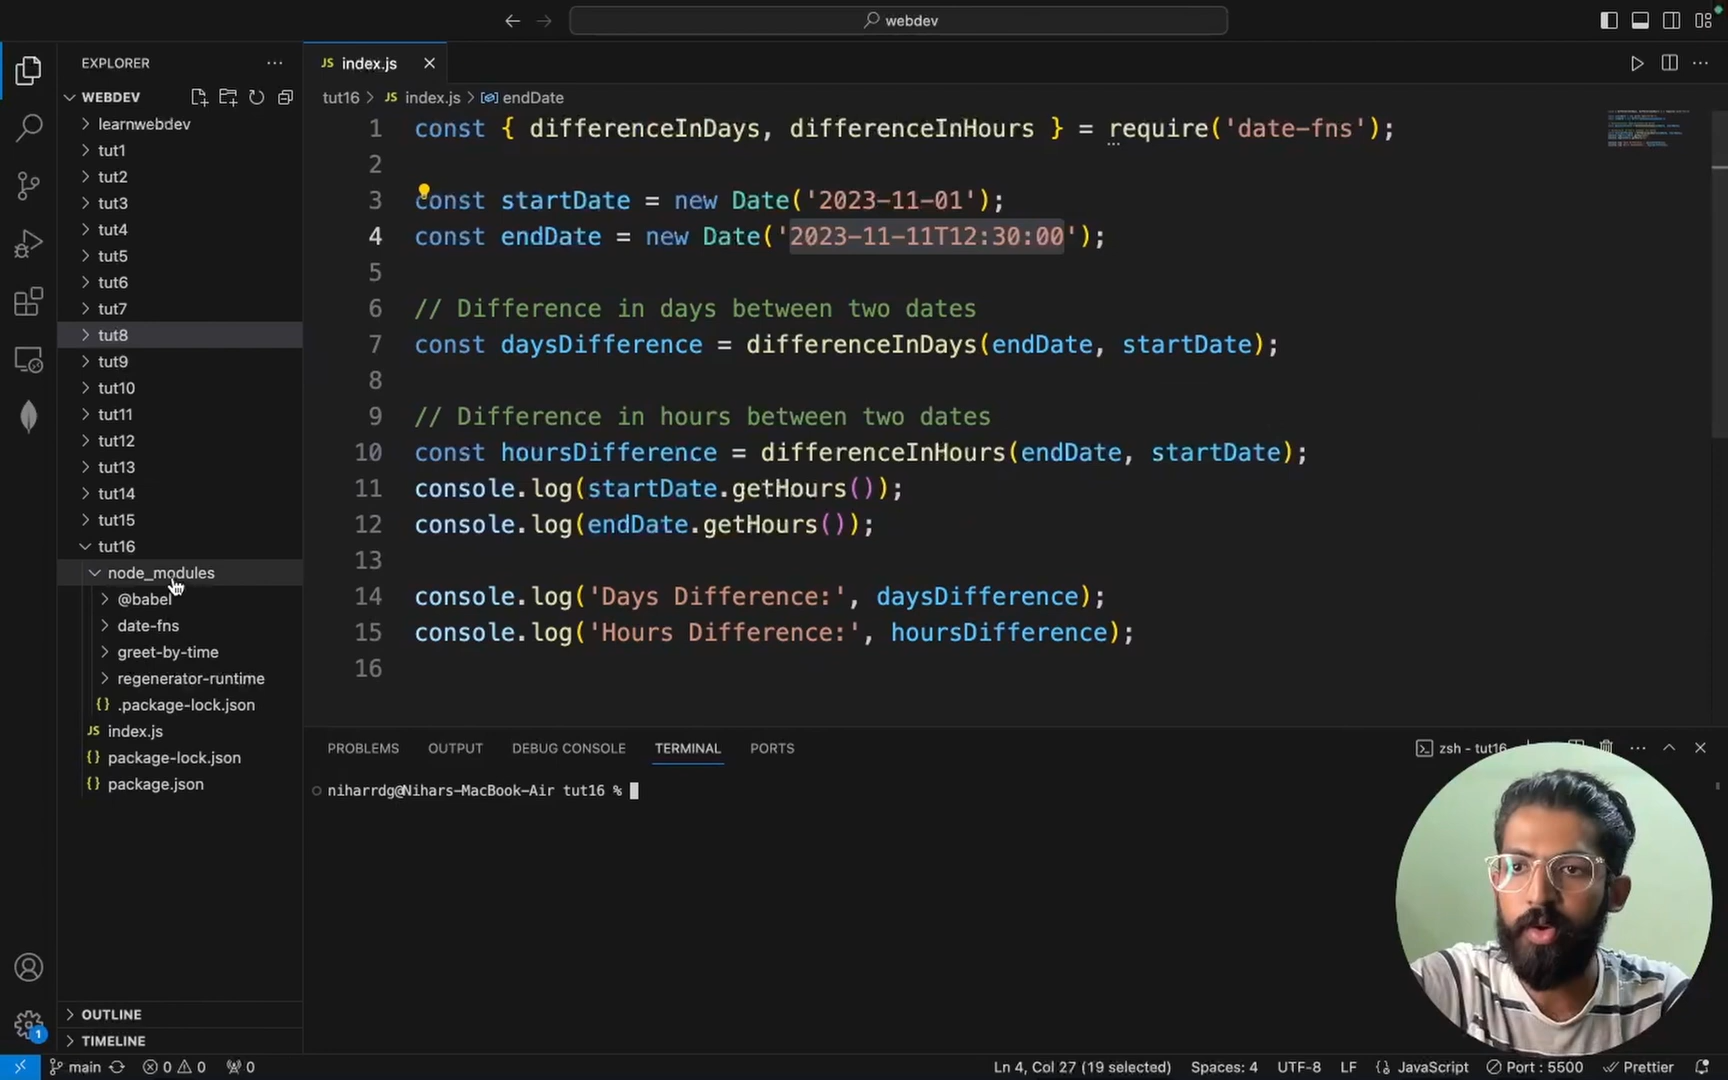 webdev
EXPLORER
WEBDEV
learnwebdev
tut1
tut2
tut3
tut4
tut5
tut6
tut7
tut8
tut9
tut10
tut11
tut12
tut13
tut14
tut15
tut16
node_modules
@babel
date-fns
greet-by-time
regenerator-runtime
{} .package-lock.json
JS index.js
{} package-lock.json
{} package.json
OUTLINE
TIMELINE
JS index.js
tut16 > JS index.js > endDate
1 const { differenceInDays, differenceInHours } = require('date-fns');
2
3 const startDate = new Date('2023-11-01');
4 const endDate = new Date('2023-11-11T12:30:00');
5
6 // Difference in days between two dates
7 const daysDifference = differenceInDays(endDate, startDate);
8
9 // Difference in hours between two dates
10 const hoursDifference = differenceInHours(endDate, startDate);
11 console.log(startDate.getHours());
12 console.log(endDate.getHours());
13
14 console.log('Days Difference:', daysDifference);
15 console.log('Hours Difference:', hoursDifference);
16
PROBLEMS OUTPUT DEBUG CONSOLE TERMINAL PORTS
zsh - tut16
niharrdg@Nihars-MacBook-Air tut16 %
1
main 0 0 0
Ln 4, Col 27 (19 selected) Spaces: 4 UTF-8 LF {} JavaScript Port : 5500 Prettier